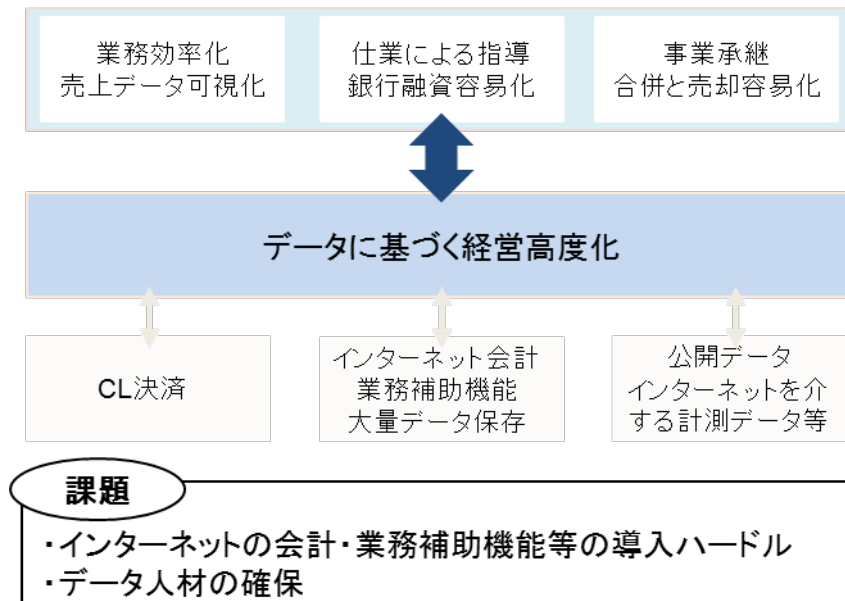 業務効率化
売上データ可視化
仕業による指導
銀行融資容易化
事業承継
合併と売却容易化
データに基づく経営高度化
CL決済
インターネット会計
業務補助機能
大量データ保存
公開データ
インターネットを介
する計測データ等
課題
・インターネットの会計・業務補助機能等の導入ハードル
・データ人材の確保